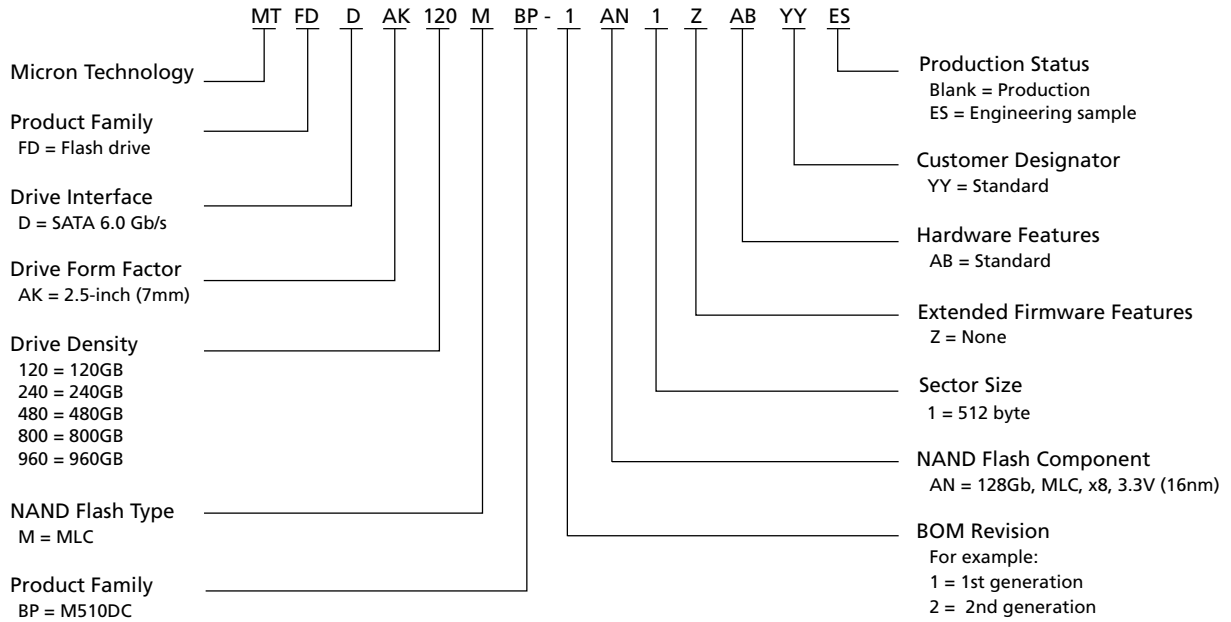 MT FD D AK 120 M BP - 1 AN 1 Z AB YY ES
Micron Technology
Product Family
FD = Flash drive
Drive Interface
D = SATA 6.0 Gb/s
Drive Form Factor
AK = 2.5-inch (7mm)
Drive Density
120 = 120GB
240 = 240GB
480 = 480GB
800 = 800GB
960 = 960GB
NAND Flash Type
M = MLC
Product Family
BP = M510DC
Production Status
Blank = Production
ES = Engineering sample
Customer Designator
YY = Standard
Hardware Features
AB = Standard
Extended Firmware Features
Z = None
Sector Size
1 = 512 byte
NAND Flash Component
AN = 128Gb, MLC, x8, 3.3V (16nm)
BOM Revision
For example:
1 = 1st generation
2 = 2nd generation